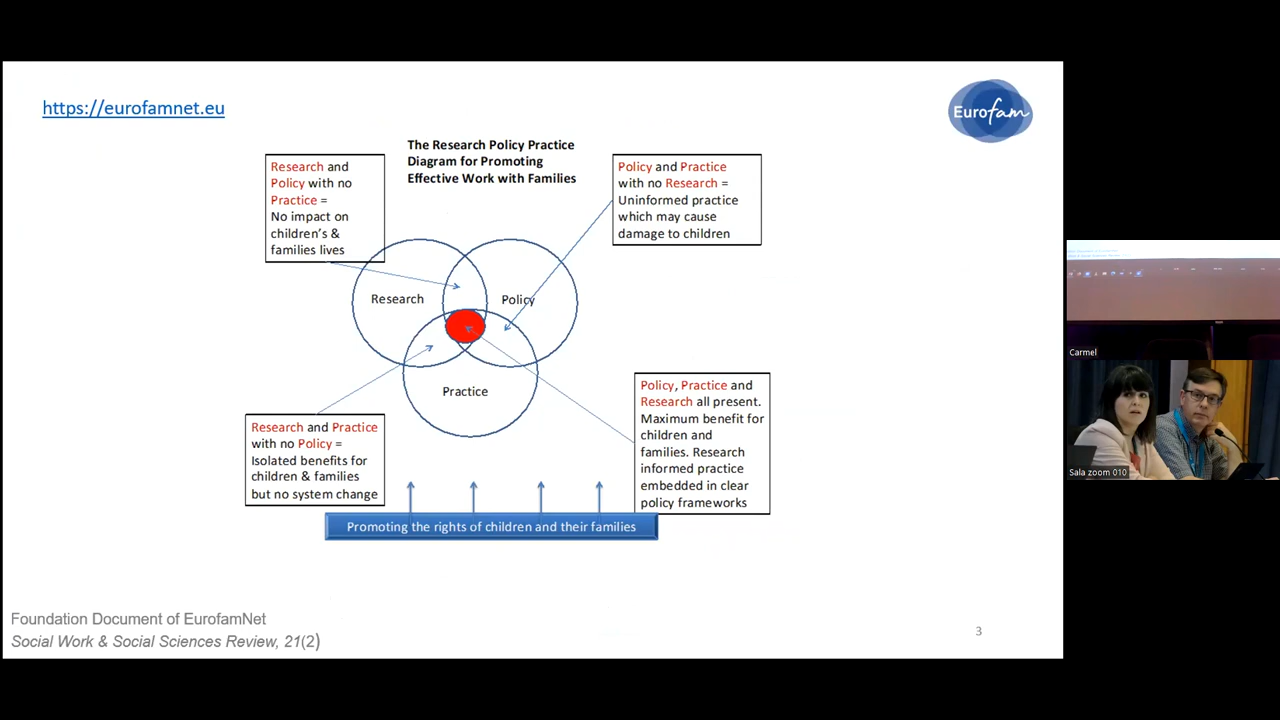 https://eurofamnet.eu
Eurofam
The Research Policy Practice
Diagram for Promoting
Effective Work with Families
Research and
Policy with no
Practice =
No impact on
children's &
families lives
Policy and Practice
with no Research =
Uninformed practice
which may cause
damage to children
Research
Policy
Practice
Research and Practice
with no Policy =
Isolated benefits for
children & families
but no system change
Policy, Practice and
Research all present.
Maximum benefit for
children and
families. Research
informed practice
embedded in clear
policy frameworks
Promoting the rights of children and their families
Foundation Document of EurofamNet
Social Work & Social Sciences Review, 21(2)
3
Carmel
Sala zoom 010